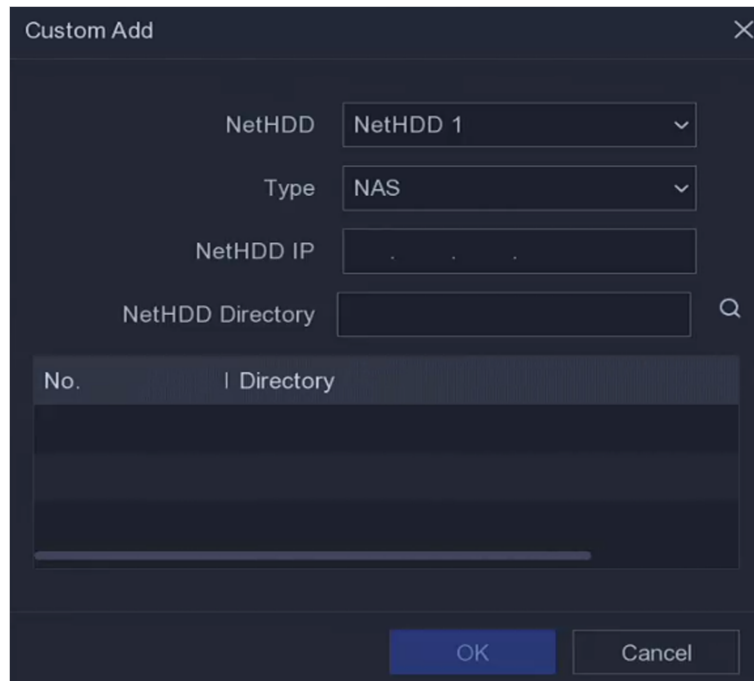 Custom Add
NetHDD NetHDD 1
Type NAS
NetHDD IP . . .
NetHDD Directory
No. Directory
OK Cancel